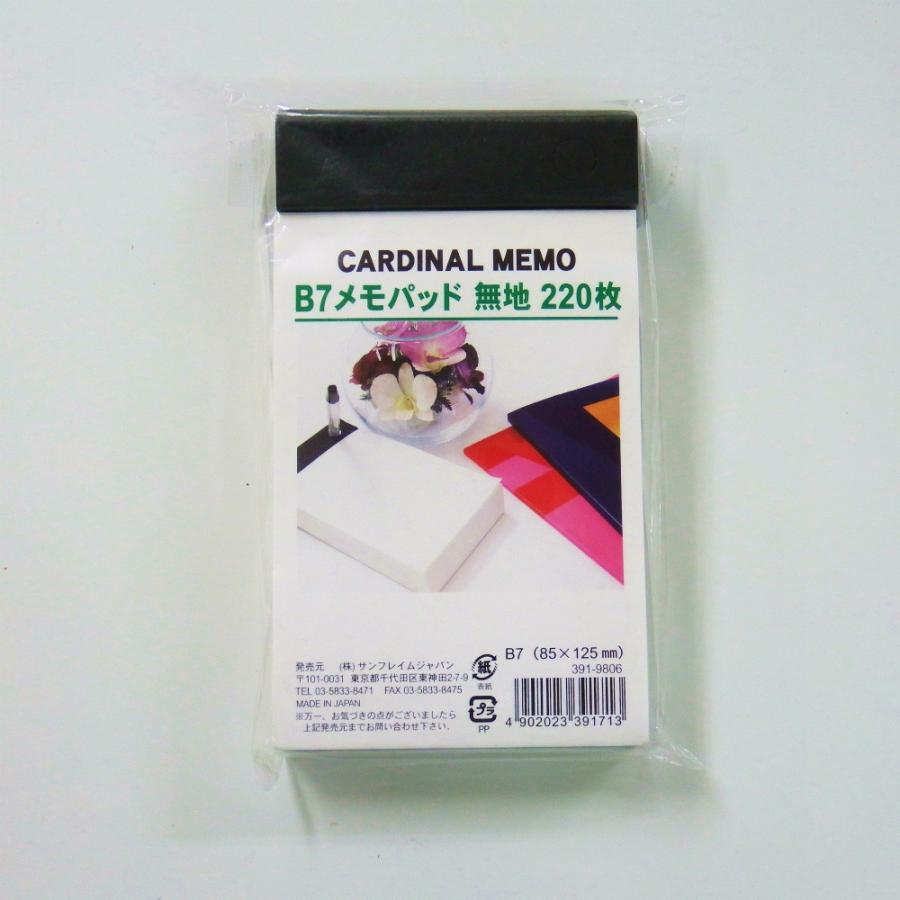 CARDINAL MEMO
B7メモパッド 無地 220枚
B7（85×125㎜）
391-9806
紙
表紙
発売元 （株）サンフレイムジャパン
〒101-0031 東京都千代田区東神田2-7-9
TEL 03-5833-8471 FAX 03-5833-8475
MADE IN JAPAN
※万一、お気づきの点がございましたら
上記発売元までお問い合わせ下さい。
プラ
PP
4 902023 391713